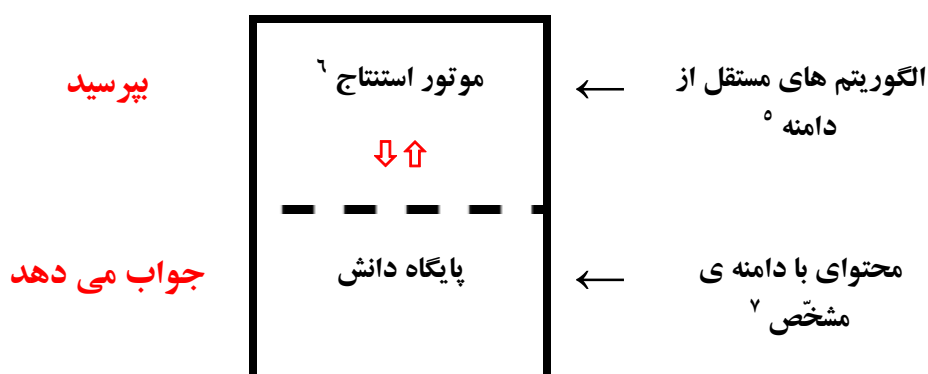 الگوریتم های مستقل از
دامنه ٥
←
موتور استنتاج ٦
بپرسید
⇩⇧
محتوای با دامنه ی
مشخّص ٧
←
پایگاه دانش
جواب می دهد